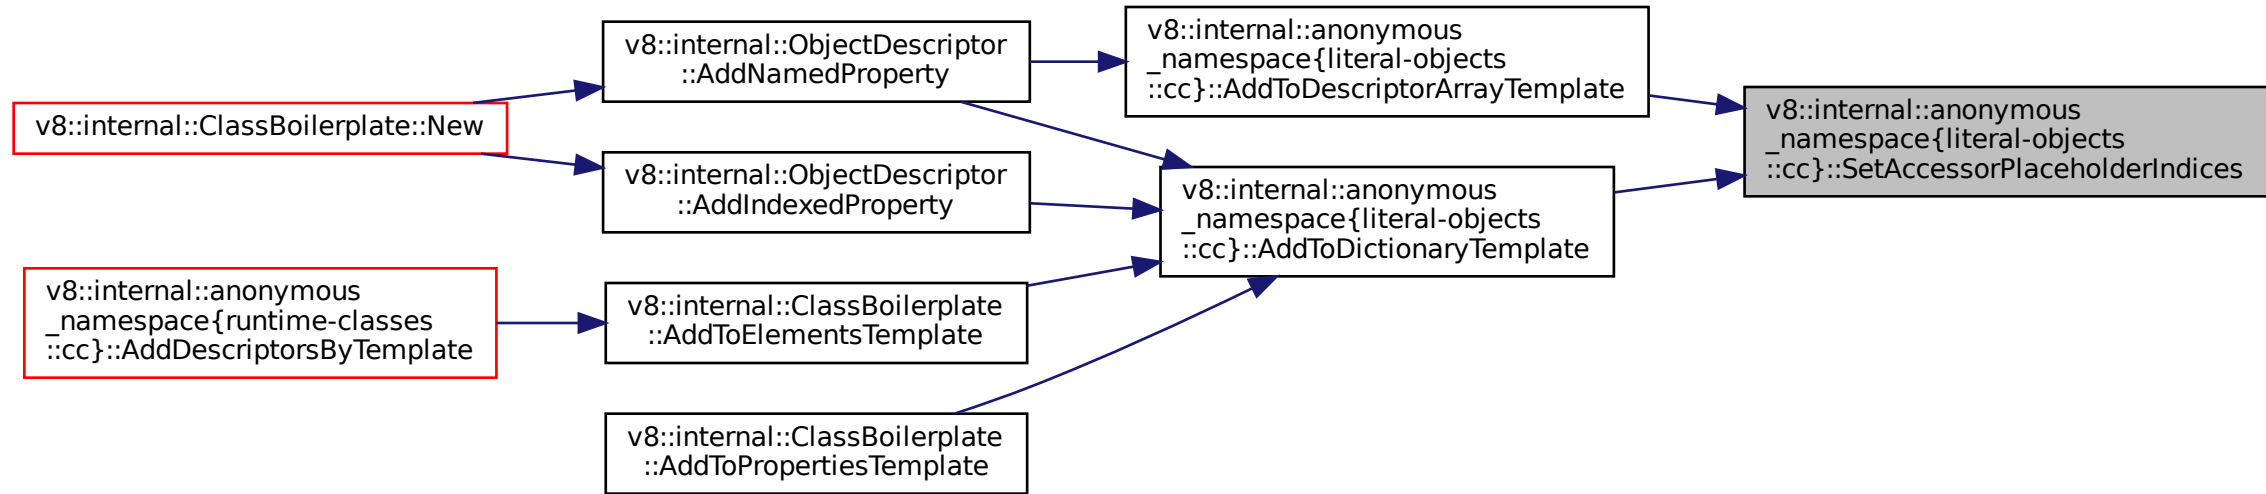 v8::internal::ClassBoilerplate::New
v8::internal::anonymous
_namespace{runtime-classes
::cc}::AddDescriptorsByTemplate
v8::internal::ObjectDescriptor
::AddNamedProperty
v8::internal::ObjectDescriptor
::AddIndexedProperty
v8::internal::ClassBoilerplate
::AddToElementsTemplate
v8::internal::ClassBoilerplate
::AddToPropertiesTemplate
v8::internal::anonymous
_namespace{literal-objects
::cc}::AddToDescriptorArrayTemplate
v8::internal::anonymous
_namespace{literal-objects
::cc}::AddToDictionaryTemplate
v8::internal::anonymous
_namespace{literal-objects
::cc}::SetAccessorPlaceholderIndices